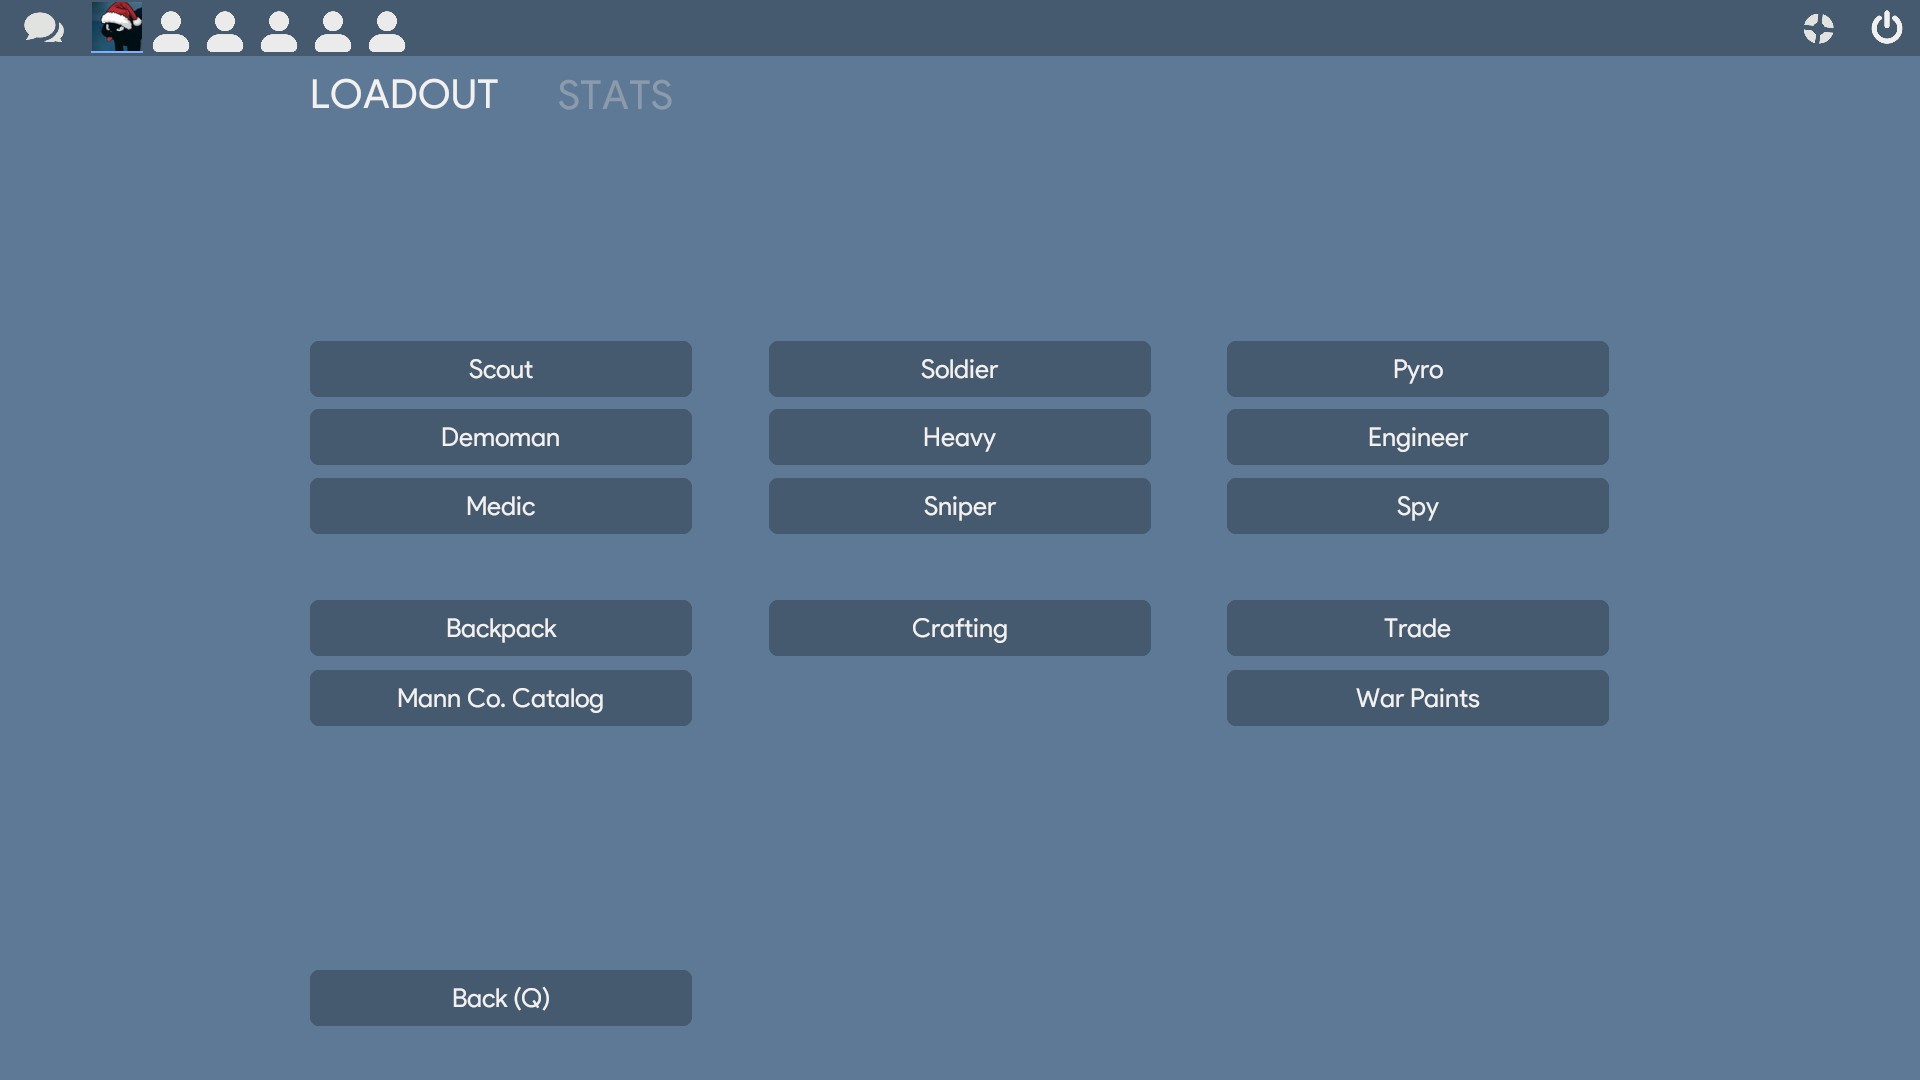 LOADOUT STATS
Scout Soldier Pyro
Demoman Heavy Engineer
Medic Sniper Spy
Backpack Crafting Trade
Mann Co. Catalog War Paints
Back (Q)